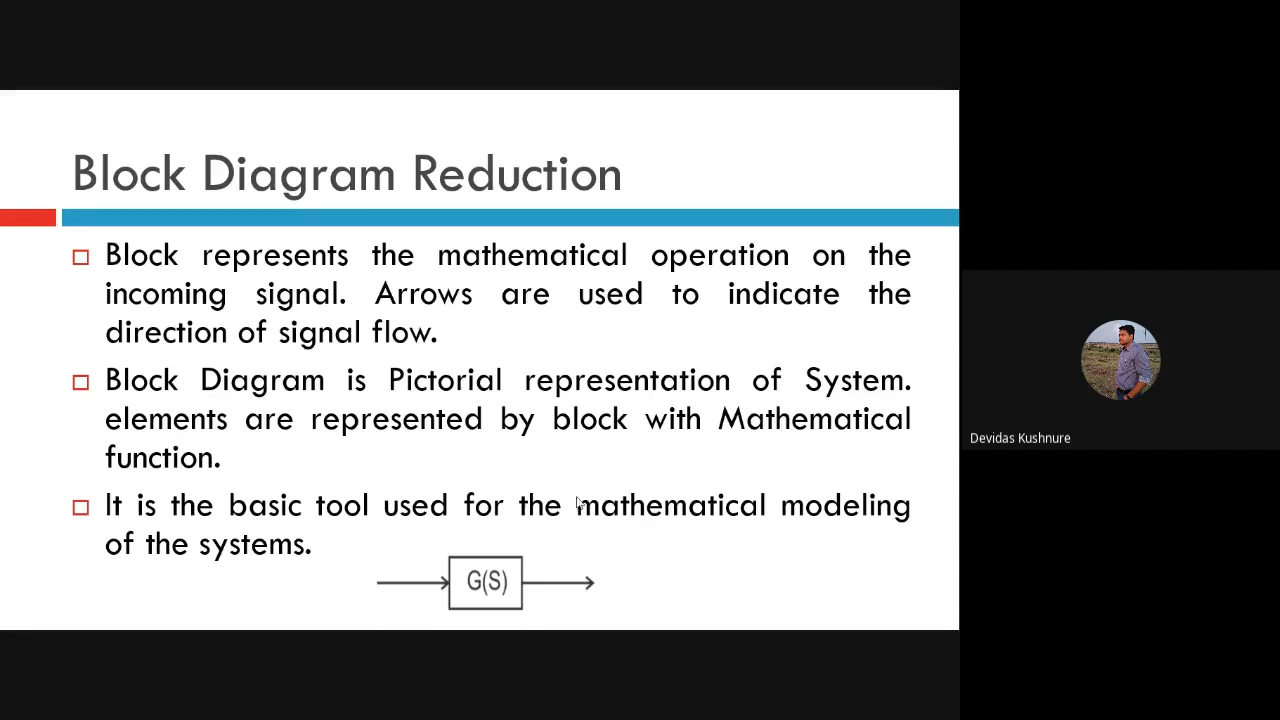 Block Diagram Reduction
Block represents the mathematical operation on the
incoming signal. Arrows are used to indicate the
direction of signal flow.
Block Diagram is Pictorial representation of System.
elements are represented by block with Mathematical
function.
It is the basic tool used for the mathematical modeling
of the systems.
G(S)
Devidas Kushnure